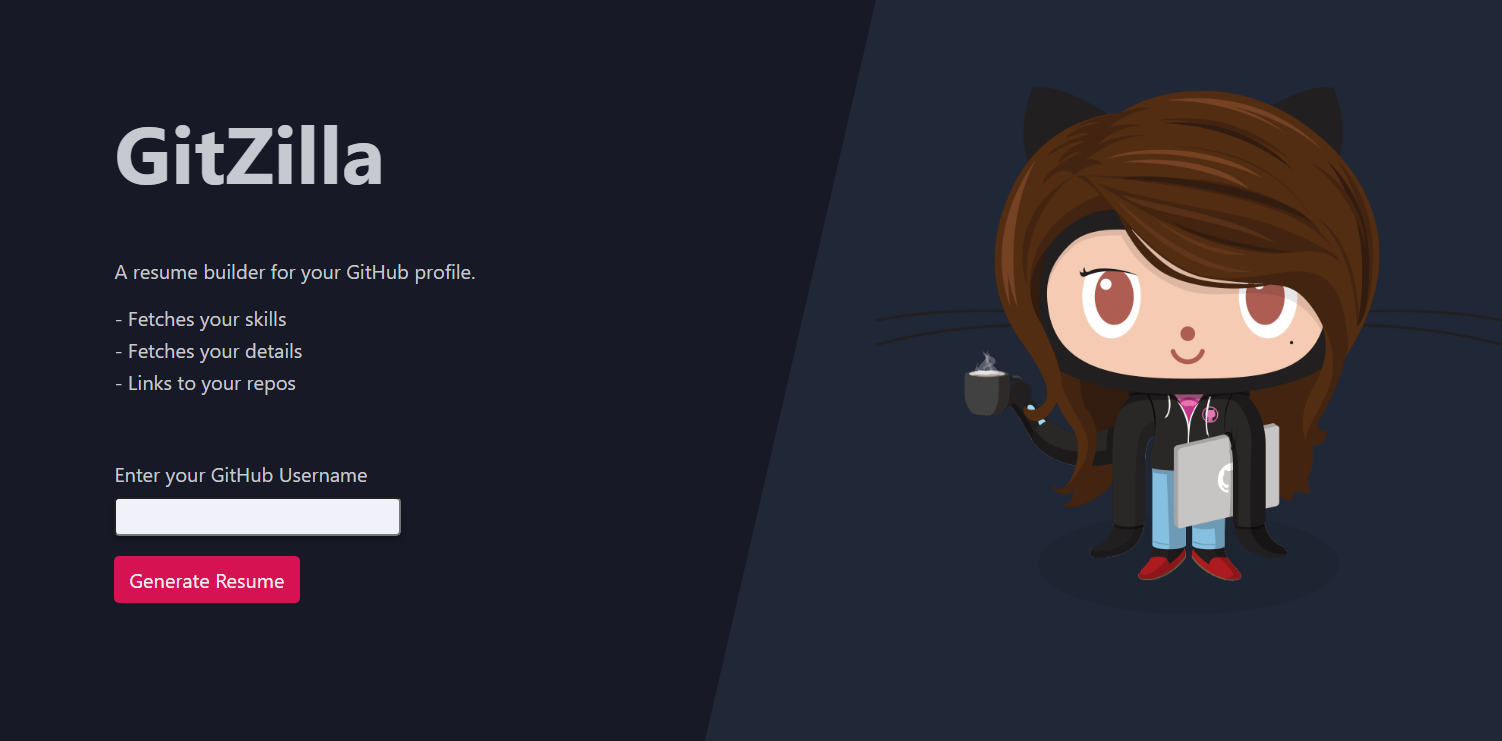 GitZilla
A resume builder for your GitHub profile.
- Fetches your skills
- Fetches your details
- Links to your repos
Enter your GitHub Username
Generate Resume